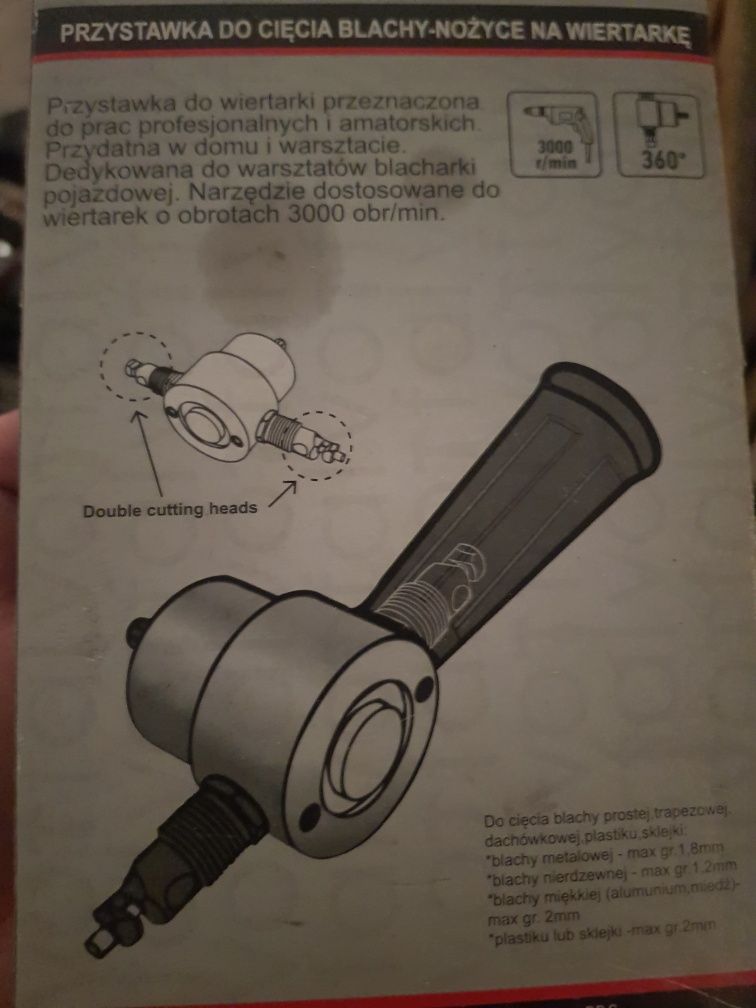 PRZYSTAWKA DO CIĘCIA BLACHY-NOŻYCE NA WIERTARKĘ
Przystawka do wiertarki przeznaczona
do prac profesjonalnych i amatorskich.
Przydatna w domu i warsztacie.
Dedykowana do warsztatów blacharki
pojazdowej. Narzędzie dostosowane do
wiertarek o obrotach 3000 obr/min.
3000
r/min
360°
Double cutting heads
Do cięcia blachy prostej,trapezowej,
dachówkowej,plastiku,sklejki:
*blachy metalowej - max gr.1,8mm
*blachy nierdzewnej - max gr.1,2mm
*blachy miękkiej (alumunium,miedź)-
max gr. 2mm
*plastiku lub sklejki -max gr.2mm